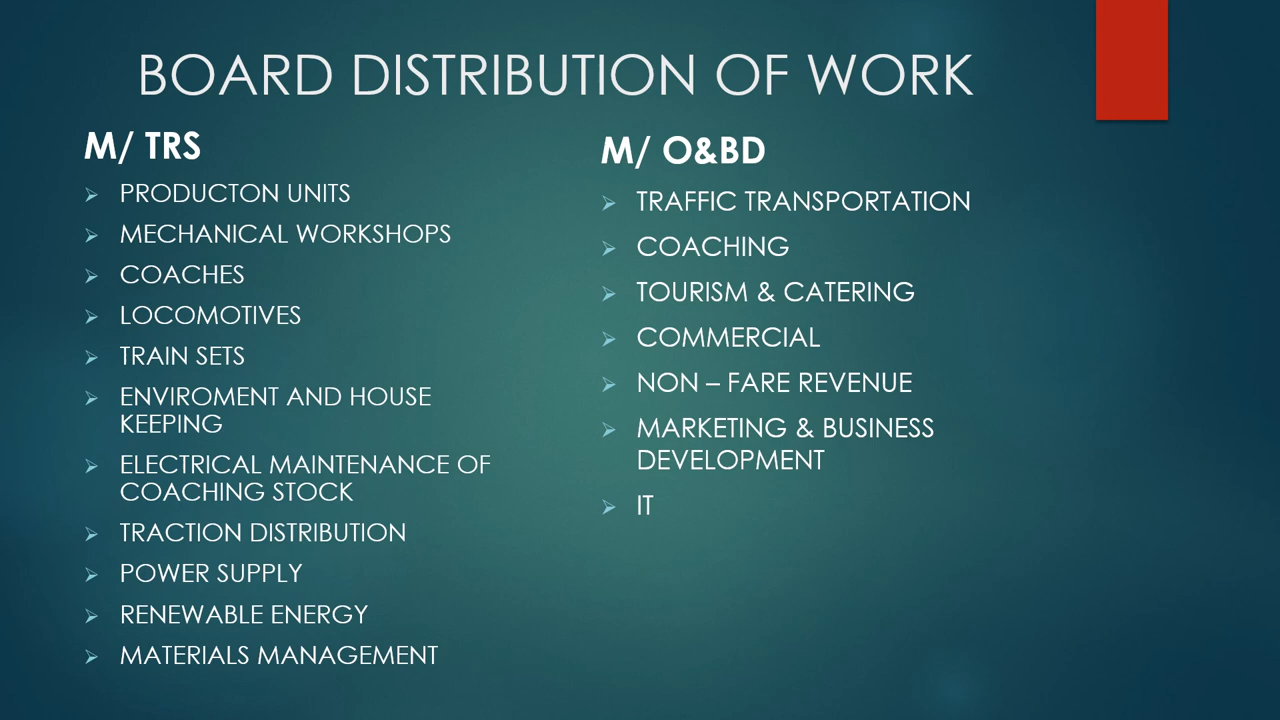 BOARD DISTRIBUTION OF WORK
M/ TRS
PRODUCTON UNITS
MECHANICAL WORKSHOPS
COACHES
LOCOMOTIVES
TRAIN SETS
ENVIROMENT AND HOUSE
KEEPING
ELECTRICAL MAINTENANCE OF
COACHING STOCK
TRACTION DISTRIBUTION
POWER SUPPLY
RENEWABLE ENERGY
MATERIALS MANAGEMENT
M/ O&BD
TRAFFIC TRANSPORTATION
COACHING
TOURISM & CATERING
COMMERCIAL
NON – FARE REVENUE
MARKETING & BUSINESS
DEVELOPMENT
IT